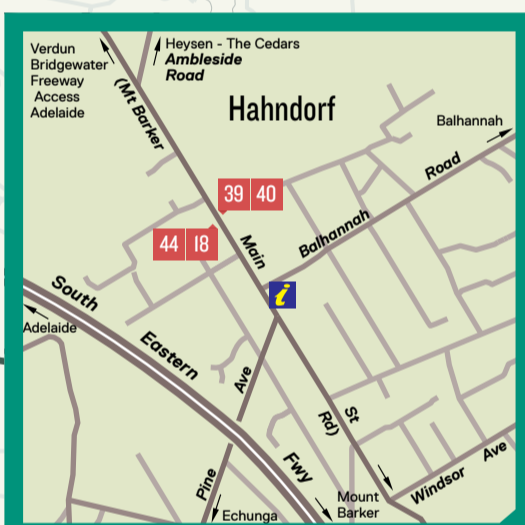 Verdun
Bridgewater
Freeway
Access
Adelaide
Heysen - The Cedars
Ambleside
Road
(Mt Barker
Hahndorf
Balhannah
Road
39 40
44 18
Main
Balhannah
i
South
Adelaide
Eastern
Ave
St
Rd)
Fwy
Pine
Echunga
Mount
Barker
Windsor Ave